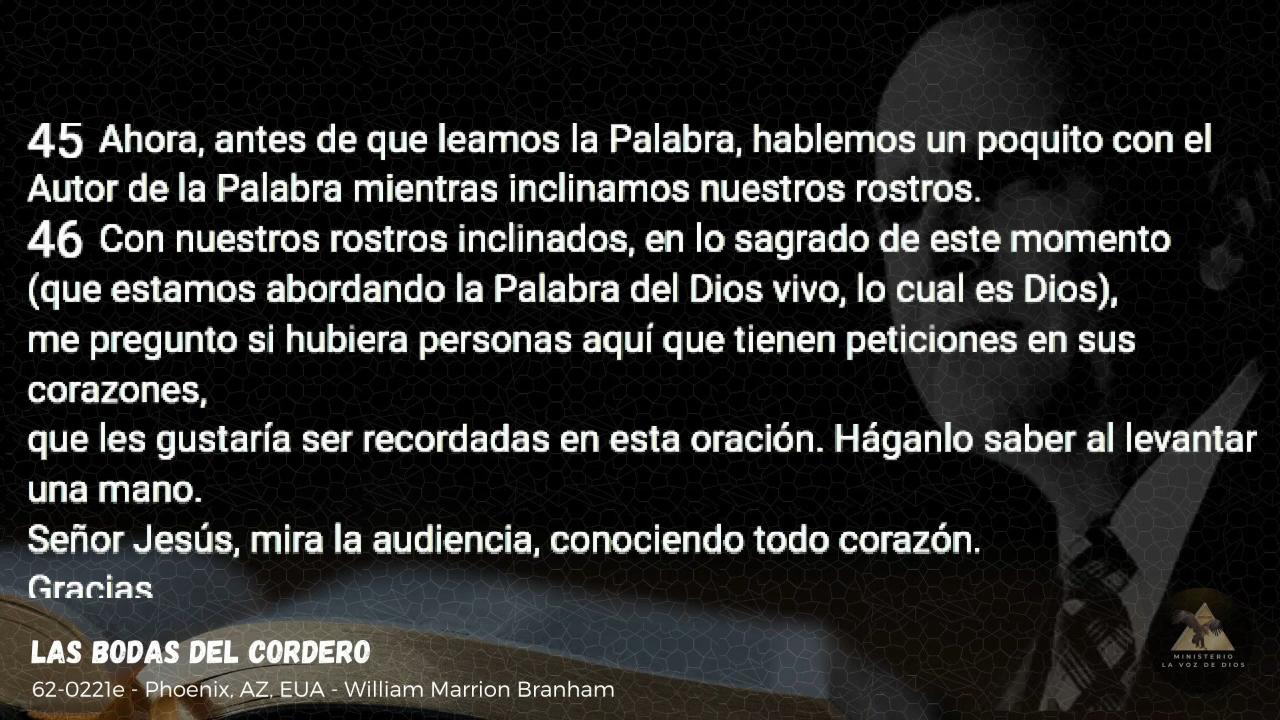 45 Ahora, antes de que leamos la Palabra, hablemos un poquito con el
Autor de la Palabra mientras inclinamos nuestros rostros.
46 Con nuestros rostros inclinados, en lo sagrado de este momento
(que estamos abordando la Palabra del Dios vivo, lo cual es Dios),
me pregunto si hubiera personas aquí que tienen peticiones en sus
corazones,
que les gustaría ser recordadas en esta oración. Háganlo saber al levantar
una mano.
Señor Jesús, mira la audiencia, conociendo todo corazón.
Gracias
LAS BODAS DEL CORDERO
62-0221e - Phoenix, AZ, EUA - William Marrion Branham
MINISTERIO
LA VOZ DE DIOS